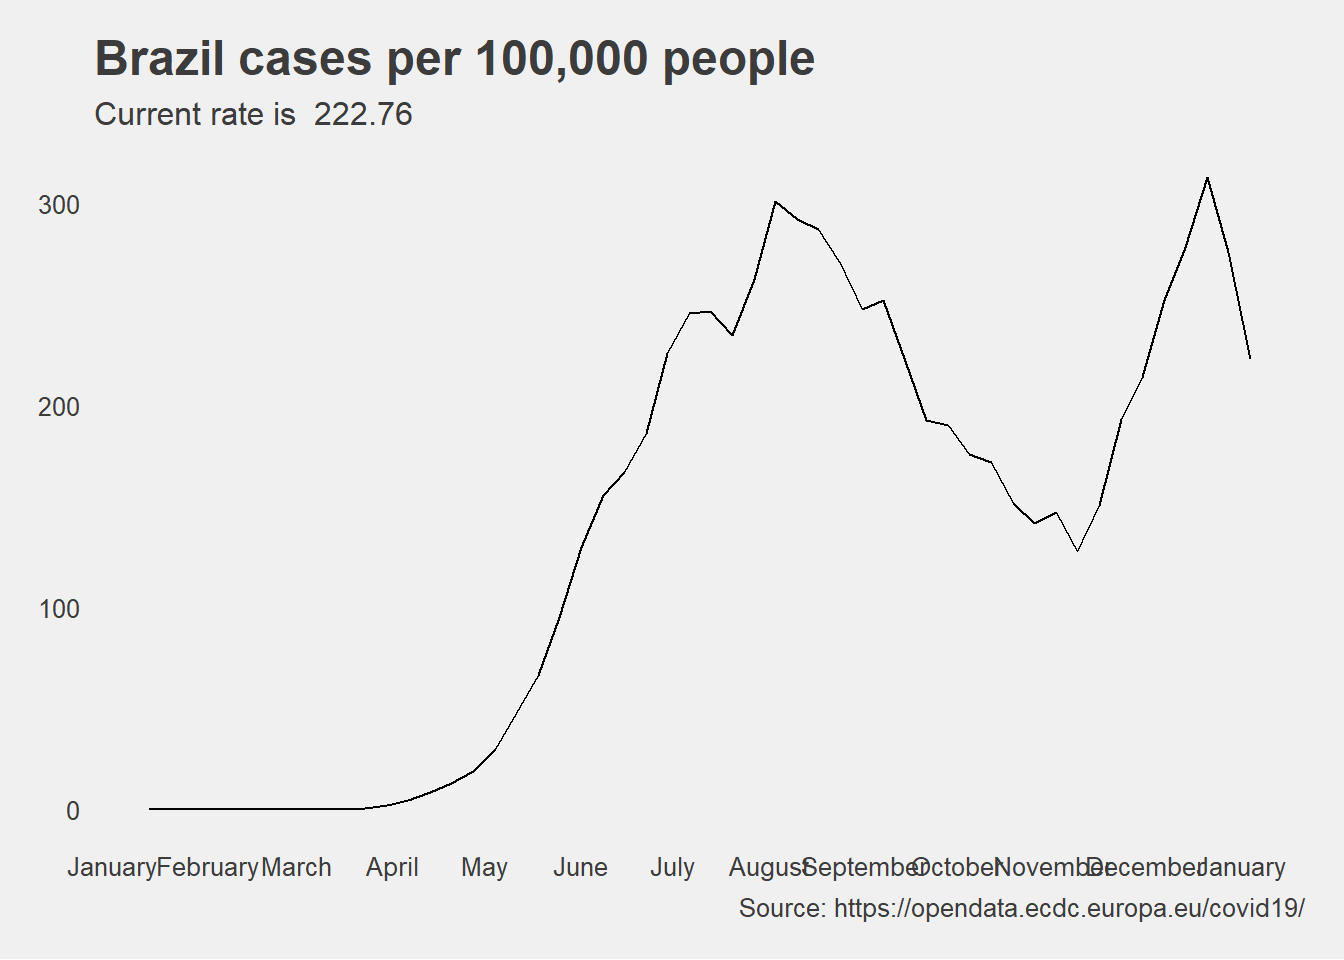 Brazil cases per 100,000 people
Current rate is  222.76
300
200
100
0
January February March April May June July August September October November December January
Source: https://opendata.ecdc.europa.eu/covid19/